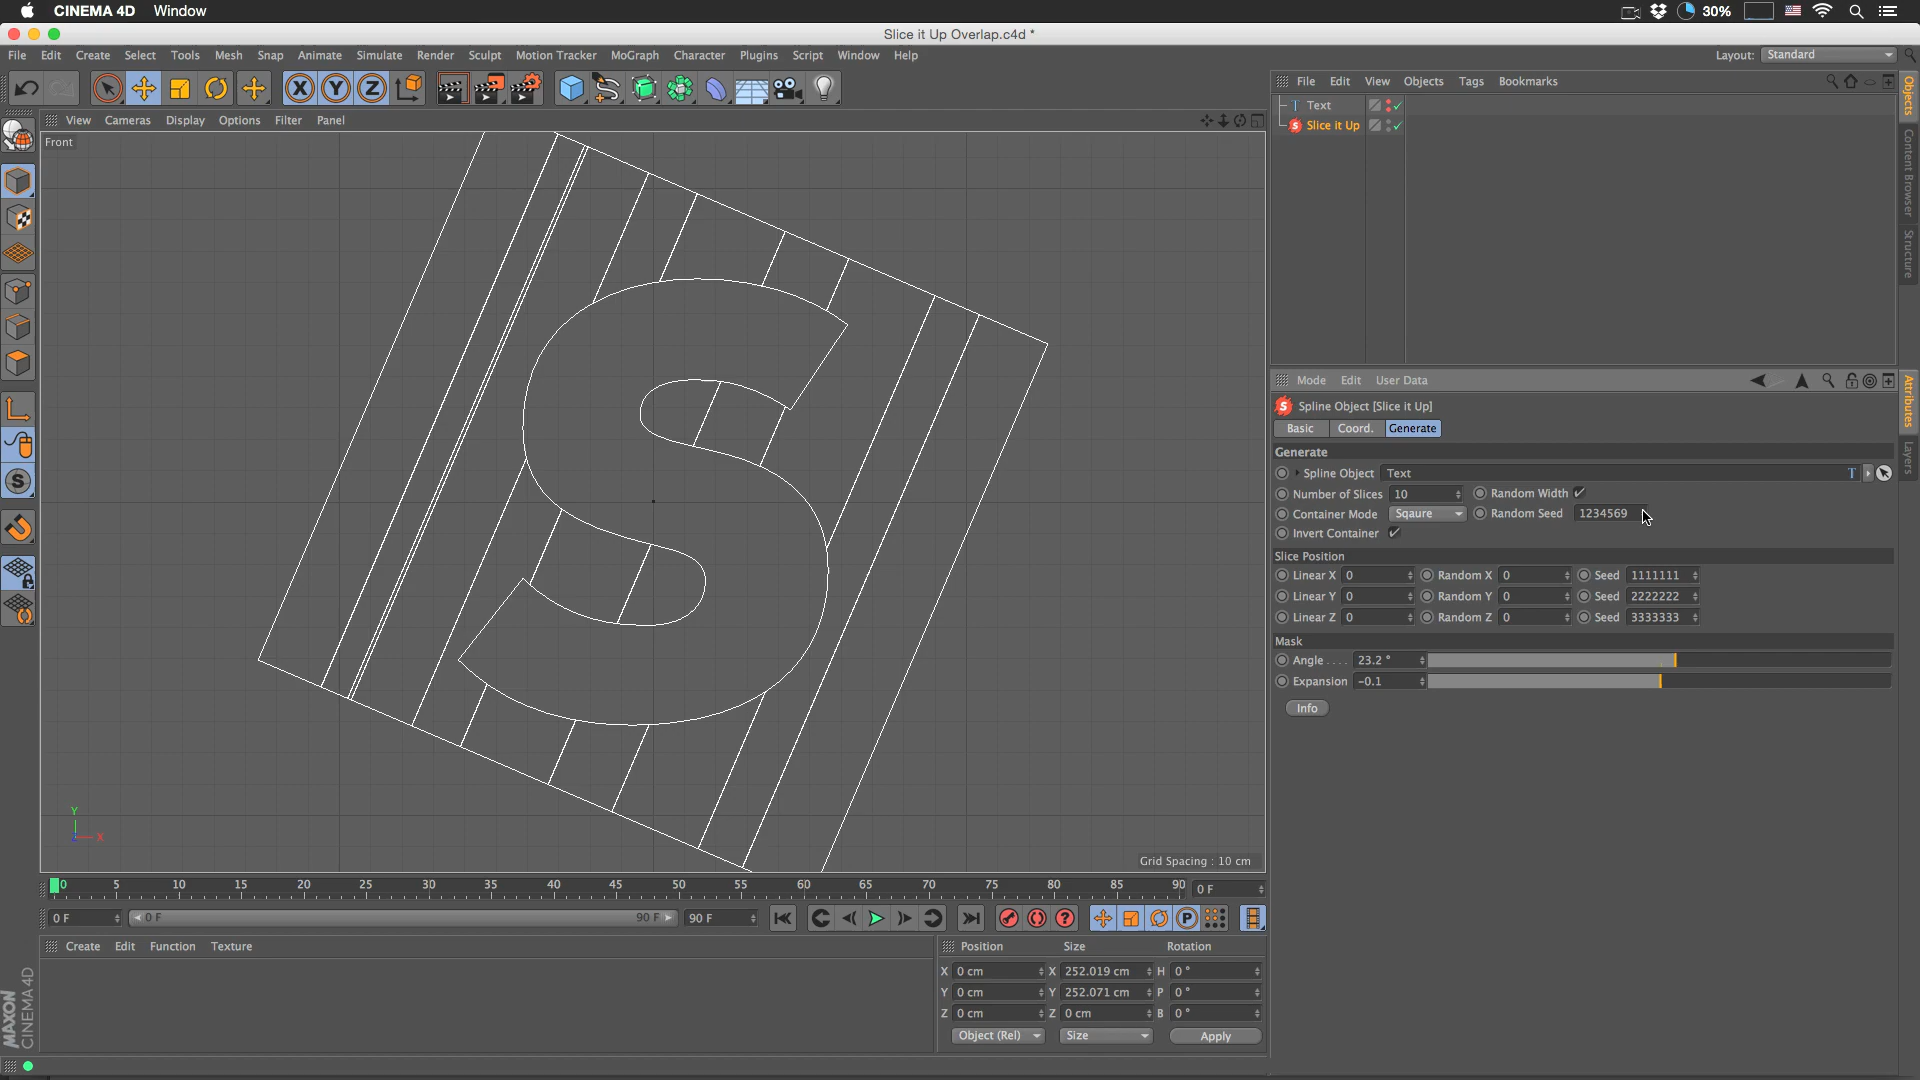 CINEMA 4D Window 30%
Slice it Up Overlap.c4d *
File Edit Create Select Tools Mesh Snap Animate Simulate Render Sculpt Motion Tracker MoGraph Character Plugins Script Window Help Layout: Standard
X Y Z
File Edit View Objects Tags Bookmarks
Text
Slice it Up
Objects
Content Browser
Structure
View Cameras Display Options Filter Panel
Front
Mode Edit User Data
Attributes
Layers
Spline Object [Slice it Up]
Basic Coord. Generate
Generate
Spline Object Text
Number of Slices 10 Random Width
Container Mode Sqaure Random Seed 1234569
Invert Container
Slice Position
Linear X 0 Random X 0 Seed 1111111
Linear Y 0 Random Y 0 Seed 2222222
Linear Z 0 Random Z 0 Seed 3333333
Mask
Angle . . . . 23.2 °
Expansion -0.1
Info
Y
Z X
Grid Spacing : 10 cm
0 5 10 15 20 25 30 35 40 45 50 55 60 65 70 75 80 85 90 0 F
0 F 0 F 90 F 90 F
Create Edit Function Texture
Position Size Rotation
X 0 cm X 252.019 cm H 0 °
Y 0 cm Y 252.071 cm P 0 °
Z 0 cm Z 0 cm B 0 °
Object (Rel) Size Apply
MAXON
CINEMA 4D